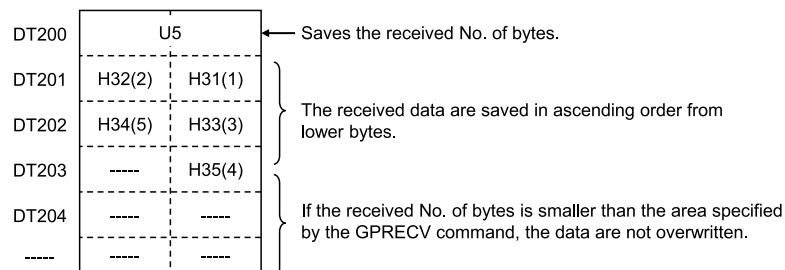 DT200 U5 Saves the received No. of bytes.
DT201 H32(2) H31(1)
The received data are saved in ascending order from
DT202 H34(5) H33(3)
lower bytes.
DT203 ----- H35(4)
DT204 ----- -----
If the received No. of bytes is smaller than the area specified
by the GPRECV command, the data are not overwritten.
----- ----- -----